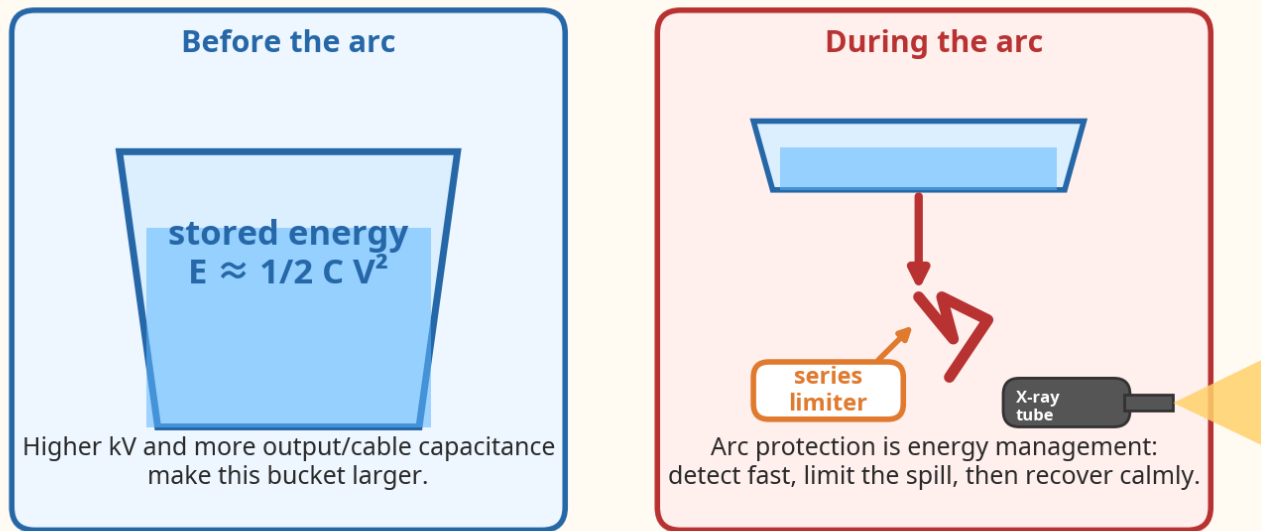 Before the arc
stored energy
E ≈ 1/2 C V²
Higher kV and more output/cable capacitance
make this bucket larger.
During the arc
series
limiter
X-ray
tube
Arc protection is energy management:
detect fast, limit the spill, then recover calmly.